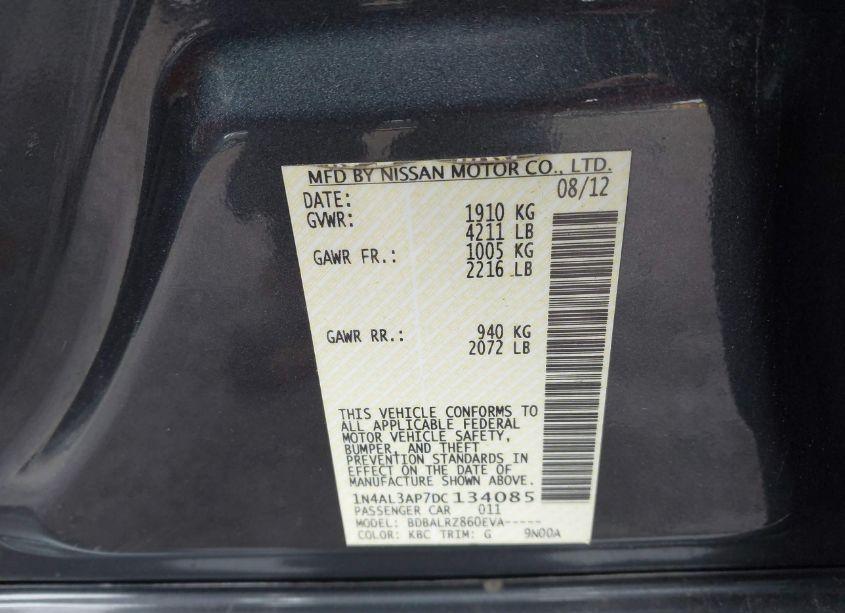 MFD BY NISSAN MOTOR CO., LTD.
DATE: 08/12
GVWR: 1910 KG
4211 LB
GAWR FR.: 1005 KG
2216 LB
GAWR RR.: 940 KG
2072 LB
THIS VEHICLE CONFORMS TO
ALL APPLICABLE FEDERAL
MOTOR VEHICLE SAFETY,
BUMPER, AND THEFT
PREVENTION STANDARDS IN
EFFECT ON THE DATE OF
MANUFACTURE SHOWN ABOVE.
1N4AL3AP7DC134085
PASSENGER CAR 011
MODEL: BDBALRZ860EVA-----
COLOR: KBC TRIM: G 9N00A